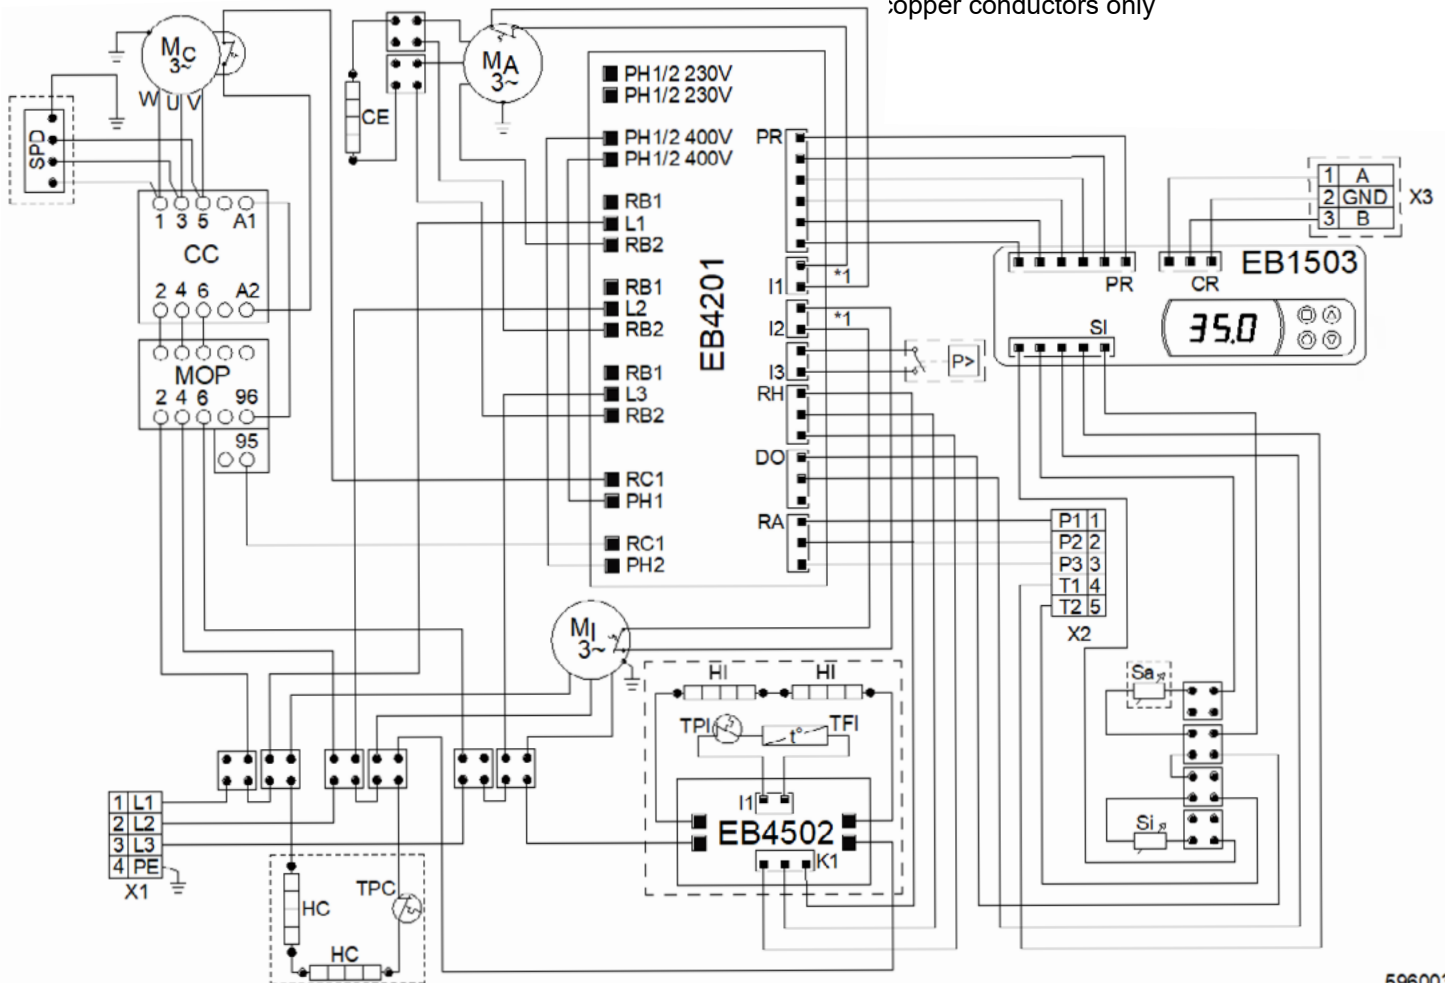 copper conductors only
MC
3~
W U V
SPD
1 3 5 A1
CC
2 4 6 A2
MOP
2 4 6 96
95
CE
MA
3~
PH1/2 230V
PH1/2 230V
PH1/2 400V
PH1/2 400V
RB1
L1
RB2
RB1
L2
RB2
RB1
L3
RB2
RC1
PH1
RC1
PH2
EB4201
PR
I1
*1
I2
*1
I3
RH
DO
RA
P>
1 A
2 GND
3 B
X3
EB1503
PR
CR
SI
35.0
P1 1
P2 2
P3 3
T1 4
T2 5
X2
Sa
Si
MI
3~
HI HI
TPI t° TFI
I1
EB4502
K1
1 L1
2 L2
3 L3
4 PE
X1
HC
TPC
HC